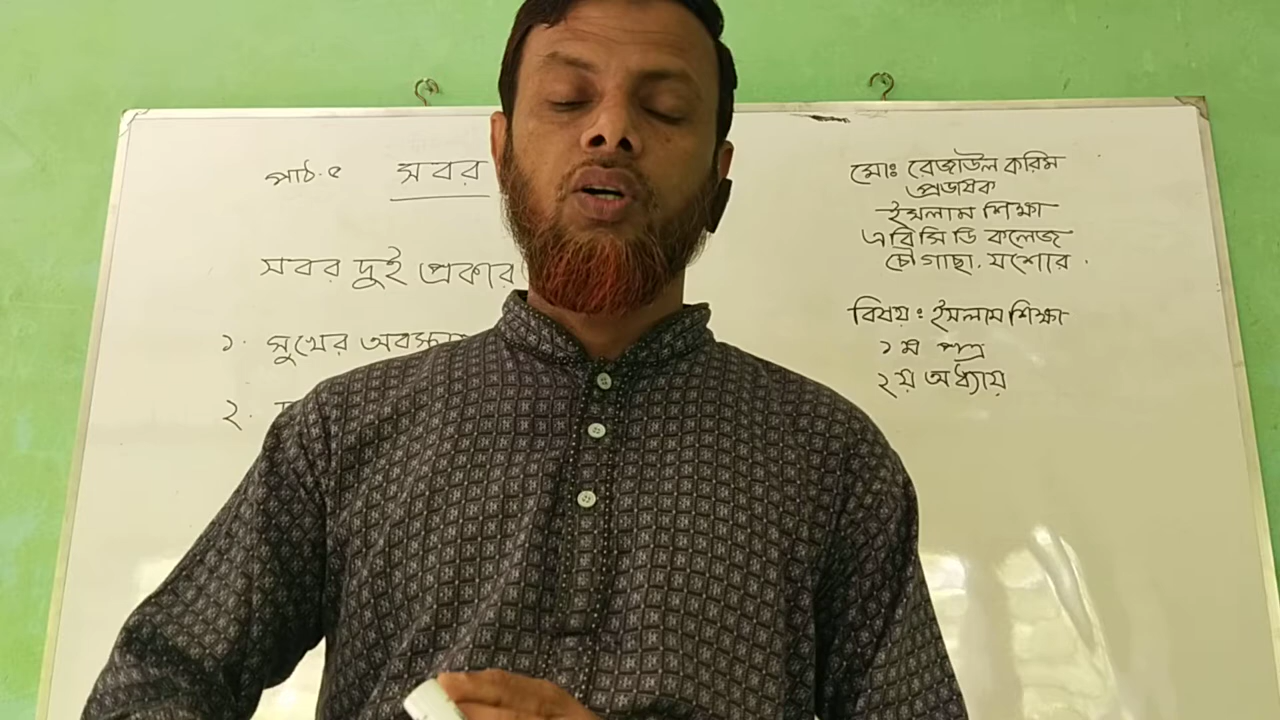 পাঠ-৫ সবর
সবর দুই প্রকার
১. সুখের অবস্থায়
২.
মোঃ রেজাউল করিম
প্রভাষক
ইসলাম শিক্ষা
এ বি সি ডি কলেজ
চৌগাছা. যশোর.
বিষয়ঃ ইসলাম শিক্ষা
১ম পত্র
২য় অধ্যায়